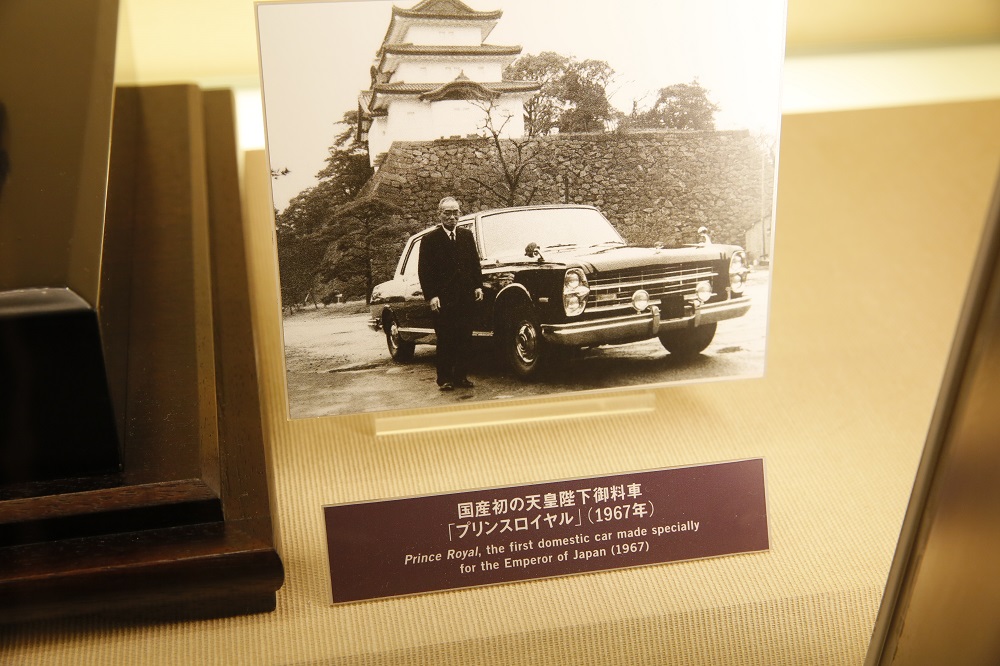 国産初の天皇陛下御料車
「プリンスロイヤル」（1967年）
Prince Royal, the first domestic car made specially
for the Emperor of Japan (1967)